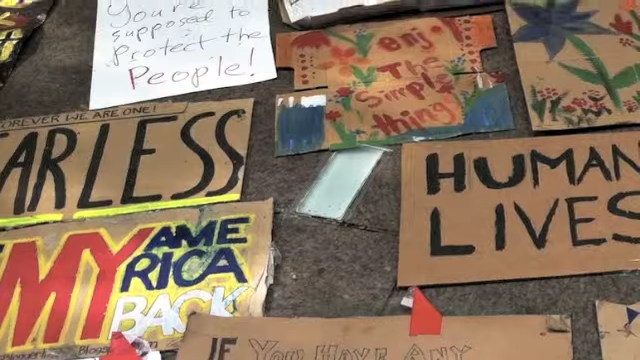 You're
supposed to
protect the
People!
enjoy
The
Simple
things
FOREVER WE ARE ONE!
EARLESS
HUMAN
LIVES
MY AME
RICA
BACK
IF YOU HAVE ANY